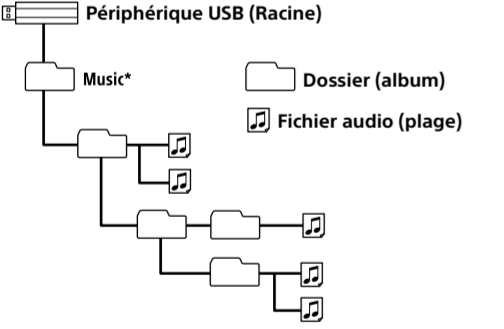 Périphérique USB (Racine)
Music*
Dossier (album)
Fichier audio (plage)